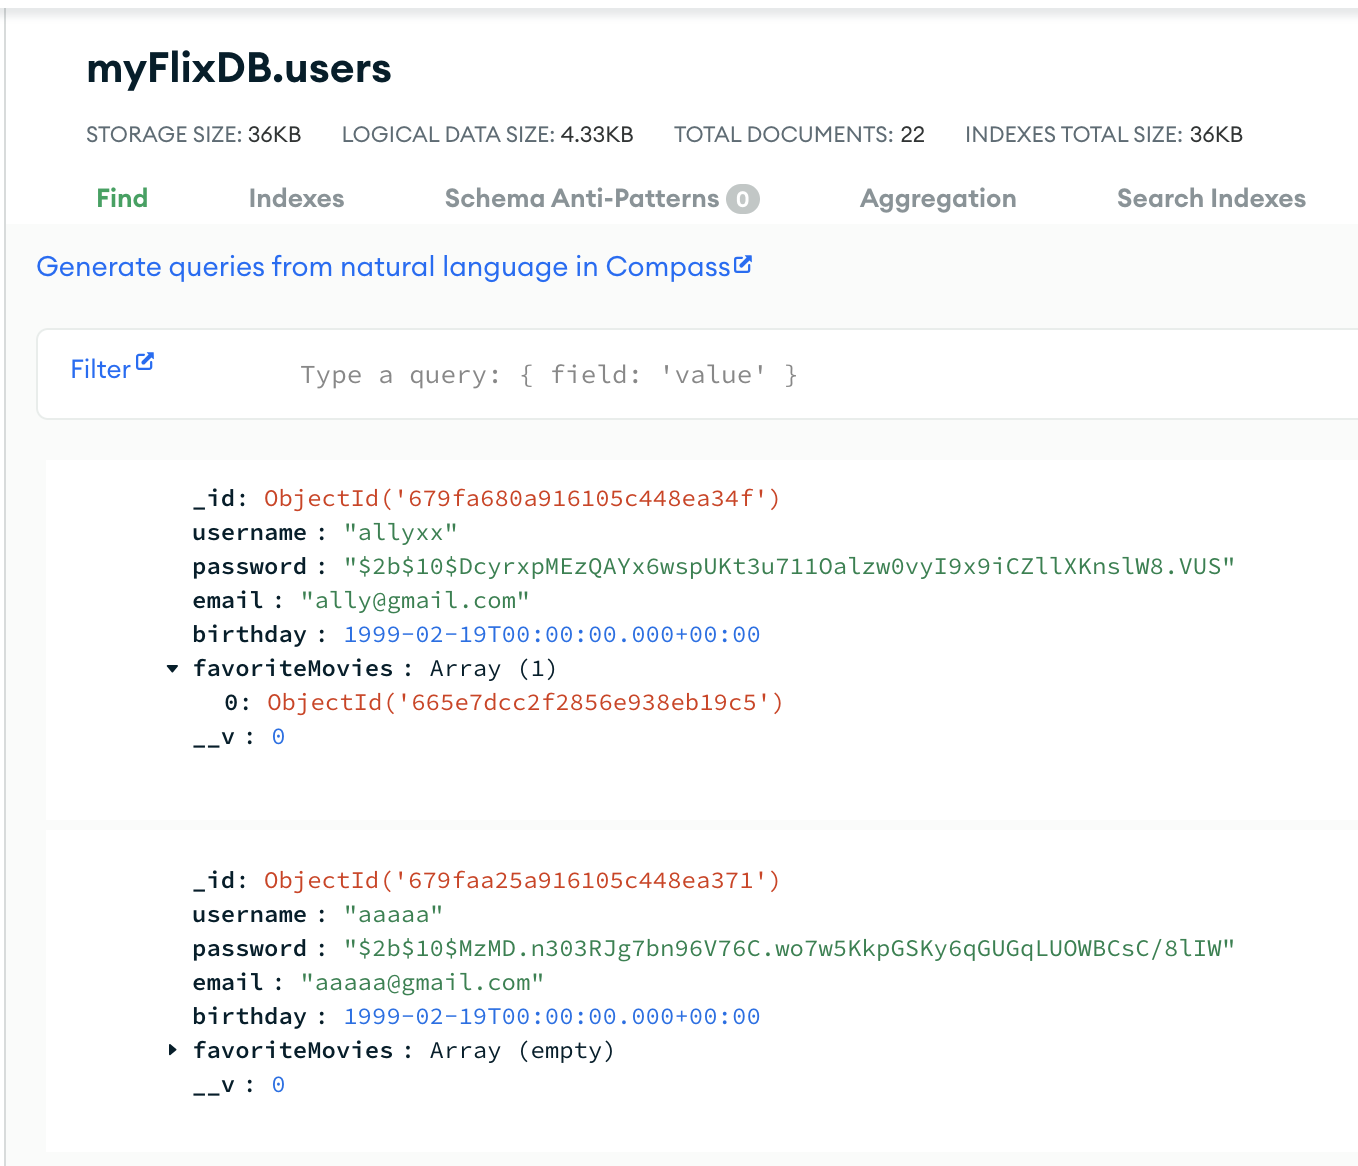 myFlixDB.users
STORAGE SIZE: 36KB LOGICAL DATA SIZE: 4.33KB TOTAL DOCUMENTS: 22 INDEXES TOTAL SIZE: 36KB
Find Indexes Schema Anti-Patterns 0 Aggregation Search Indexes
Generate queries from natural language in Compass
Filter Type a query: { field: 'value' }
_id: ObjectId('679fa680a916105c448ea34f')
username : "allyxx"
password : "$2b$10$DcyrxpMEzQAYx6wspUKt3u711Oalzw0vyI9x9iCZllXKnslW8.VUS"
email : "ally@gmail.com"
birthday : 1999-02-19T00:00:00.000+00:00
favoriteMovies : Array (1)
0: ObjectId('665e7dcc2f2856e938eb19c5')
__v : 0
_id: ObjectId('679faa25a916105c448ea371')
username : "aaaaa"
password : "$2b$10$MzMD.n303RJg7bn96V76C.wo7w5KkpGSKy6qGUGqLUOWBCsC/8lIW"
email : "aaaaa@gmail.com"
birthday : 1999-02-19T00:00:00.000+00:00
favoriteMovies : Array (empty)
__v : 0